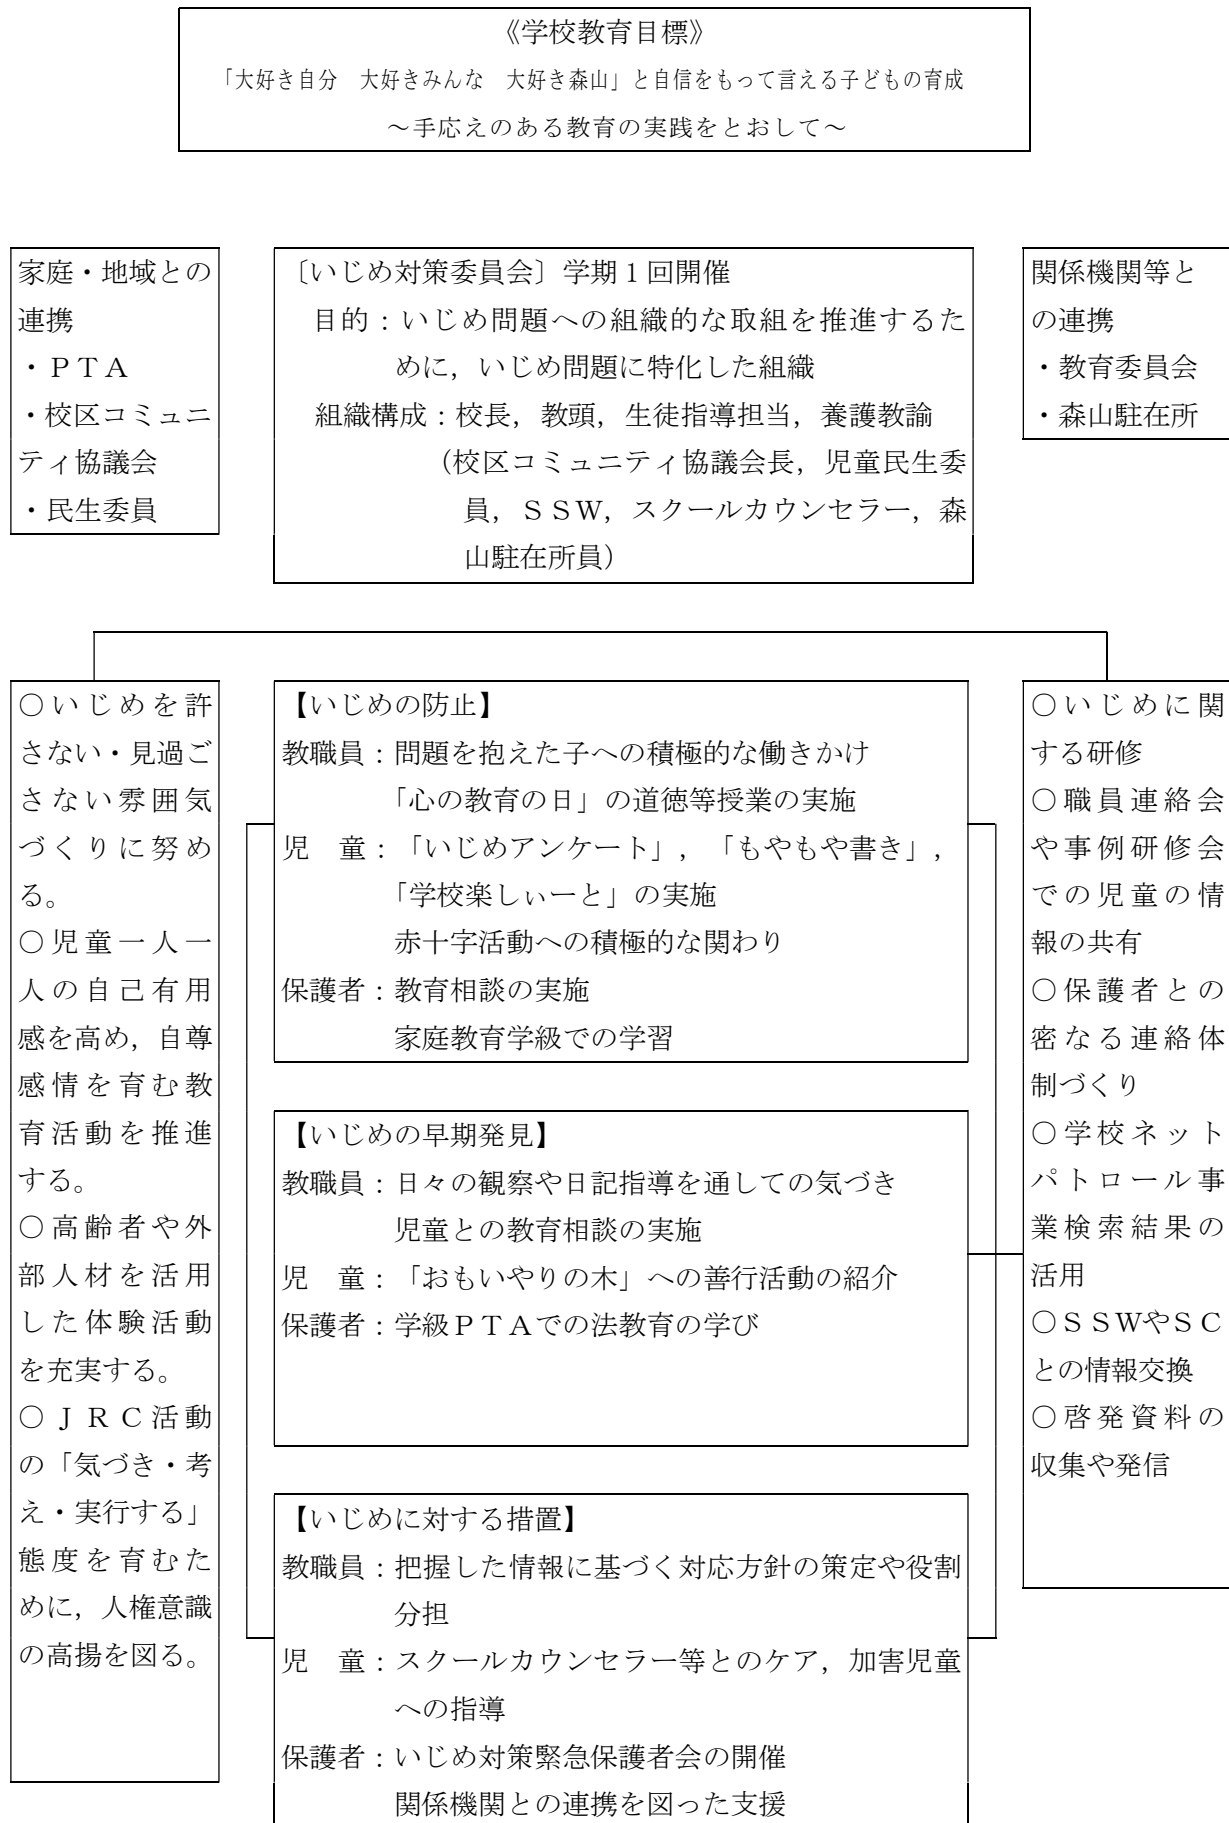 《学校教育目標》
「大好き自分　大好きみんな　大好き森山」と自信をもって言える子どもの育成
～手応えのある教育の実践をとおして～
家庭・地域との
連携
・ＰＴＡ
・校区コミュニ
ティ協議会
・民生委員
〔いじめ対策委員会〕学期１回開催
目的：いじめ問題への組織的な取組を推進するた
めに，いじめ問題に特化した組織
組織構成：校長，教頭，生徒指導担当，養護教諭
（校区コミュニティ協議会長，児童民生委
員，ＳＳＷ，スクールカウンセラー，森
山駐在所員）
関係機関等と
の連携
・教育委員会
・森山駐在所
○いじめを許
さない・見過ご
さない雰囲気
づくりに努め
る。
○児童一人一
人の自己有用
感を高め，自尊
感情を育む教
育活動を推進
する。
○高齢者や外
部人材を活用
した体験活動
を充実する。
○ＪＲＣ活動
の「気づき・考
え・実行する」
態度を育むた
めに，人権意識
の高揚を図る。
【いじめの防止】
教職員：問題を抱えた子への積極的な働きかけ
「心の教育の日」の道徳等授業の実施
児　童：「いじめアンケート」，「もやもや書き」，
「学校楽しぃーと」の実施
赤十字活動への積極的な関わり
保護者：教育相談の実施
家庭教育学級での学習
【いじめの早期発見】
教職員：日々の観察や日記指導を通しての気づき
児童との教育相談の実施
児　童：「おもいやりの木」への善行活動の紹介
保護者：学級ＰＴＡでの法教育の学び
【いじめに対する措置】
教職員：把握した情報に基づく対応方針の策定や役割
分担
児　童：スクールカウンセラー等とのケア，加害児童
への指導
保護者：いじめ対策緊急保護者会の開催
関係機関との連携を図った支援
○いじめに関
する研修
○職員連絡会
や事例研修会
での児童の情
報の共有
○保護者との
密なる連絡体
制づくり
○学校ネット
パトロール事
業検索結果の
活用
○ＳＳＷやＳＣ
との情報交換
○啓発資料の
収集や発信